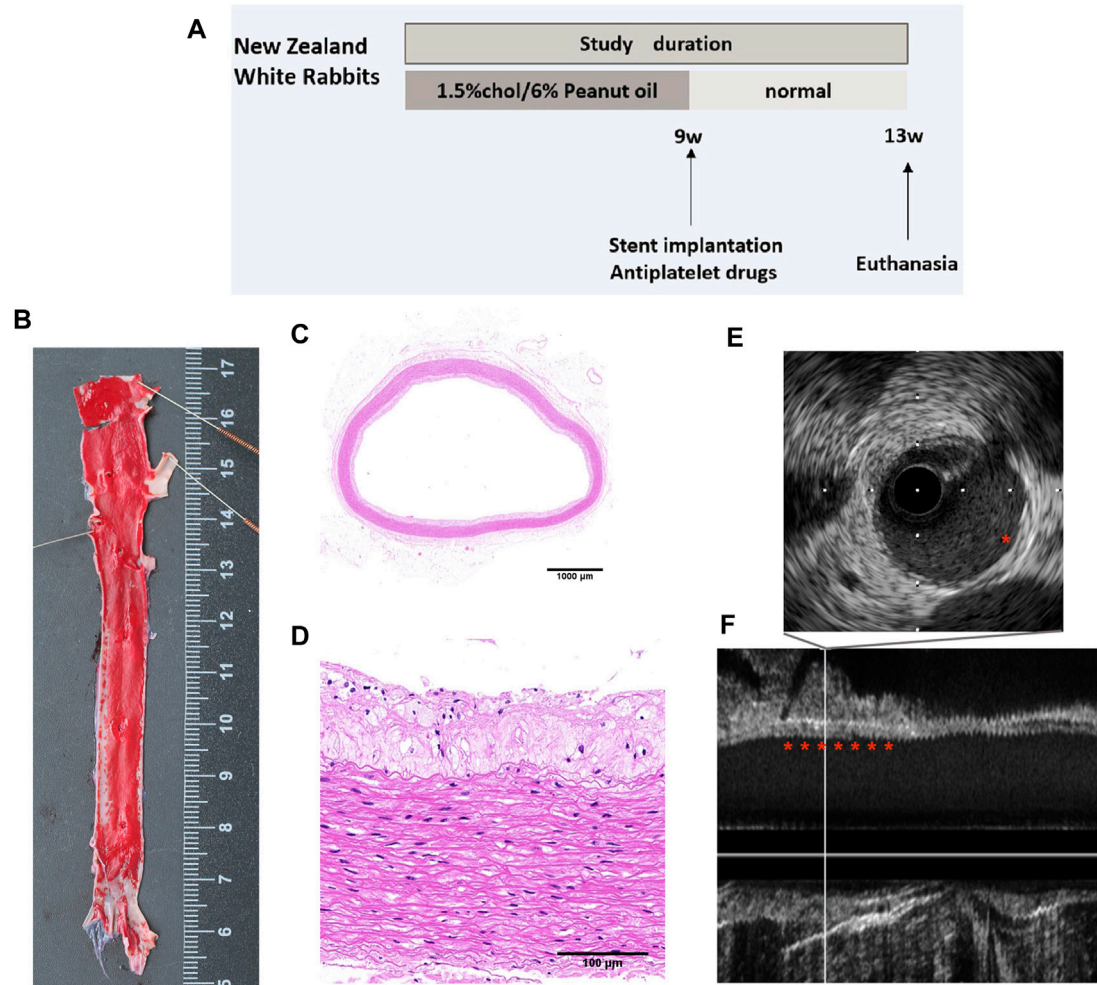 A
New Zealand
White Rabbits
Study duration
1.5%chol/6% Peanut oil
normal
9w
13w
Stent implantation
Antiplatelet drugs
Euthanasia
B
17
16
15
14
13
12
11
10
9
8
7
6
5
C
1000 µm
D
100 µm
E
*
F
* * * * * * *